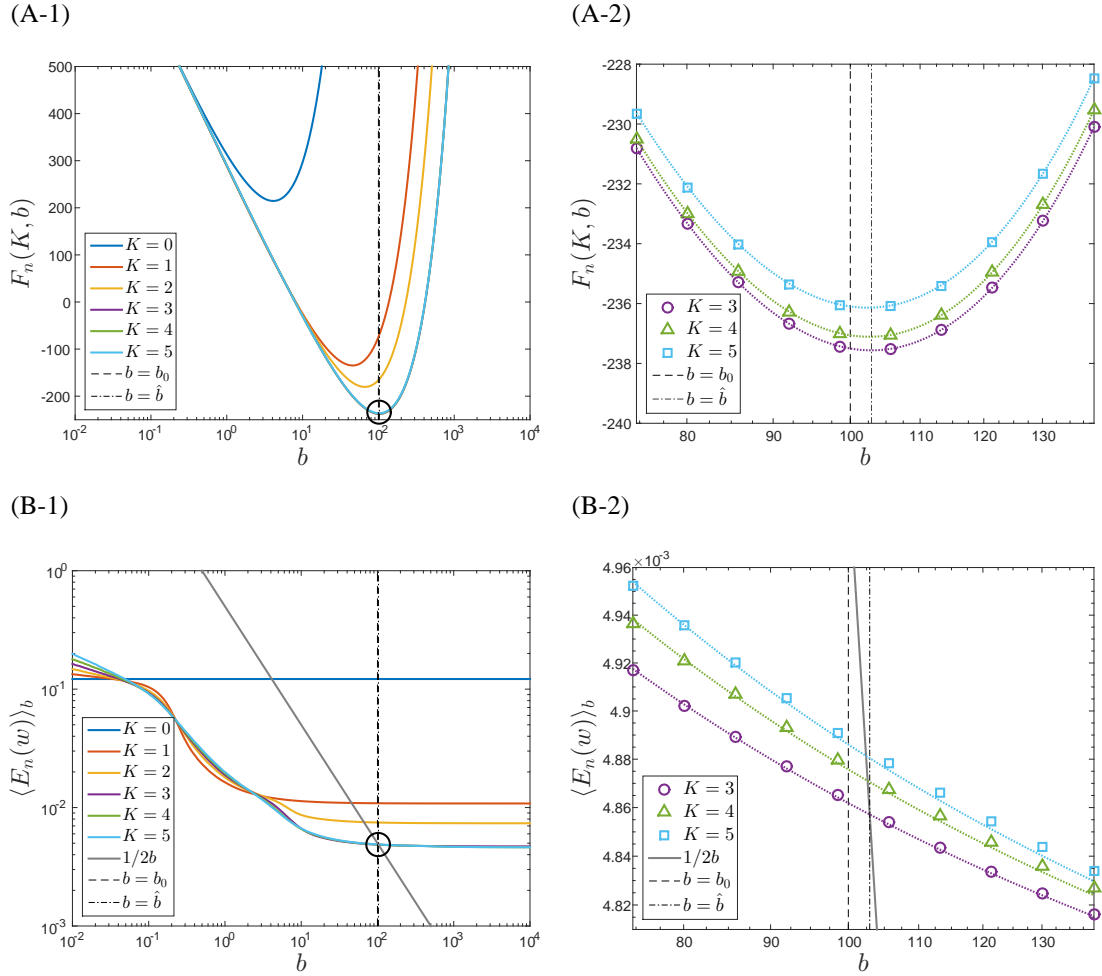 (A-1)
(A-2)
500
400
300
200
100
0
-100
-200
F_n(K, b)
K = 0
K = 1
K = 2
K = 3
K = 4
K = 5
b = b_0
b = b̂
10^-2
10^-1
10^0
10^1
10^2
10^3
10^4
b
-228
-230
-232
-234
-236
-238
-240
F_n(K, b)
K = 3
K = 4
K = 5
b = b_0
b = b̂
80
90
100
110
120
130
b
(B-1)
(B-2)
10^0
10^-1
10^-2
10^-3
⟨E_n(w)⟩_b
K = 0
K = 1
K = 2
K = 3
K = 4
K = 5
1/2b
b = b_0
b = b̂
10^-2
10^-1
10^0
10^1
10^2
10^3
10^4
b
×10^-3
4.96
4.94
4.92
4.9
4.88
4.86
4.84
4.82
⟨E_n(w)⟩_b
K = 3
K = 4
K = 5
1/2b
b = b_0
b = b̂
80
90
100
110
120
130
b